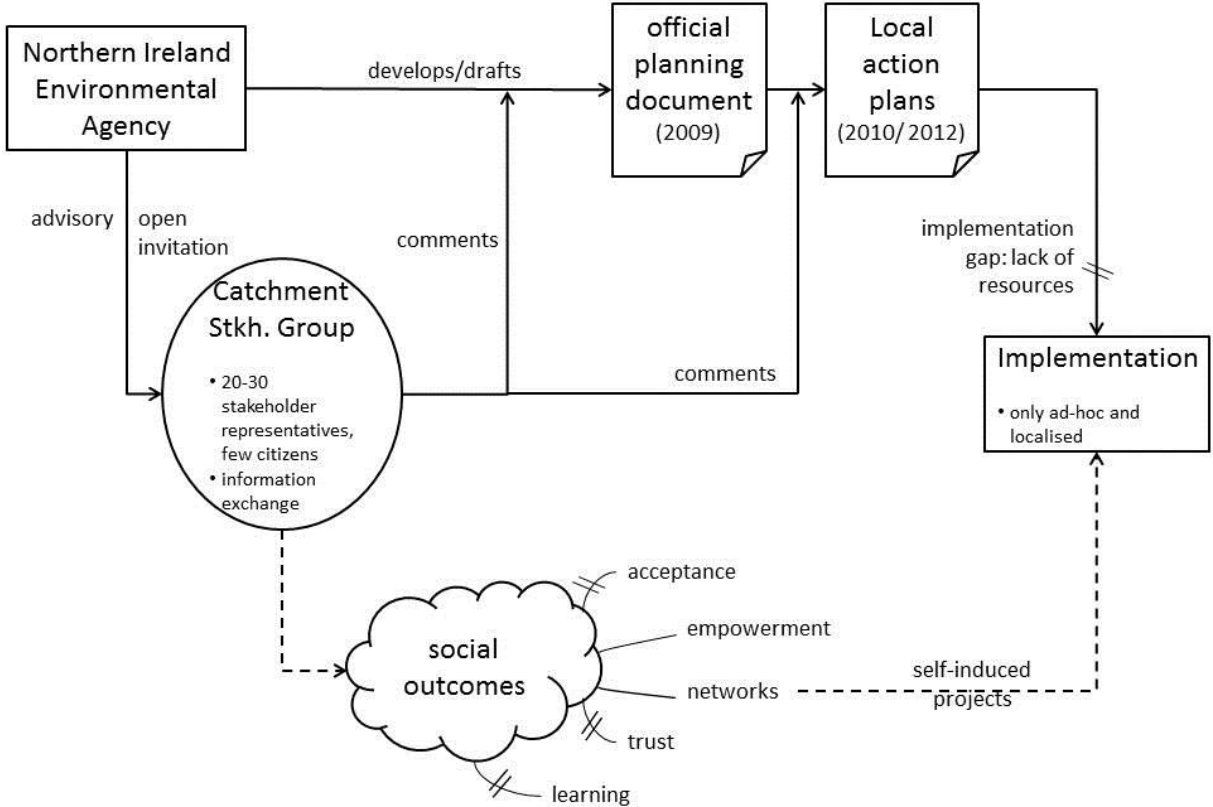 Northern Ireland
Environmental
Agency
develops/drafts
official
planning
document
(2009)
Local
action
plans
(2010/2012)
advisory
open
invitation
comments
implementation
gap: lack of
resources
Catchment
Stkh. Group
• 20-30
stakeholder
representatives,
few citizens
• information
exchange
comments
Implementation
• only ad-hoc and
localised
social
outcomes
acceptance
empowerment
networks
trust
learning
self-induced
projects